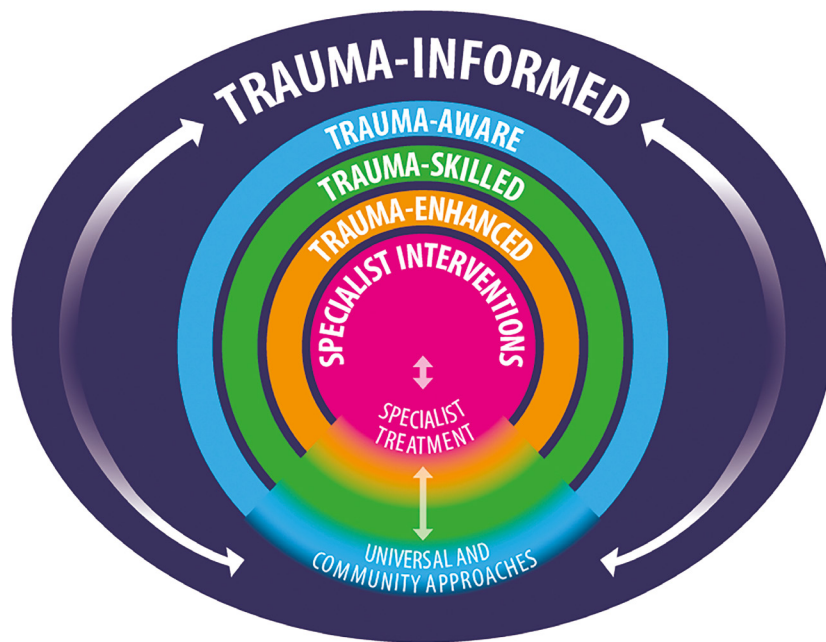 TRAUMA-INFORMED
TRAUMA-AWARE
TRAUMA-SKILLED
TRAUMA-ENHANCED
SPECIALIST INTERVENTIONS
SPECIALIST
TREATMENT
UNIVERSAL AND
COMMUNITY APPROACHES